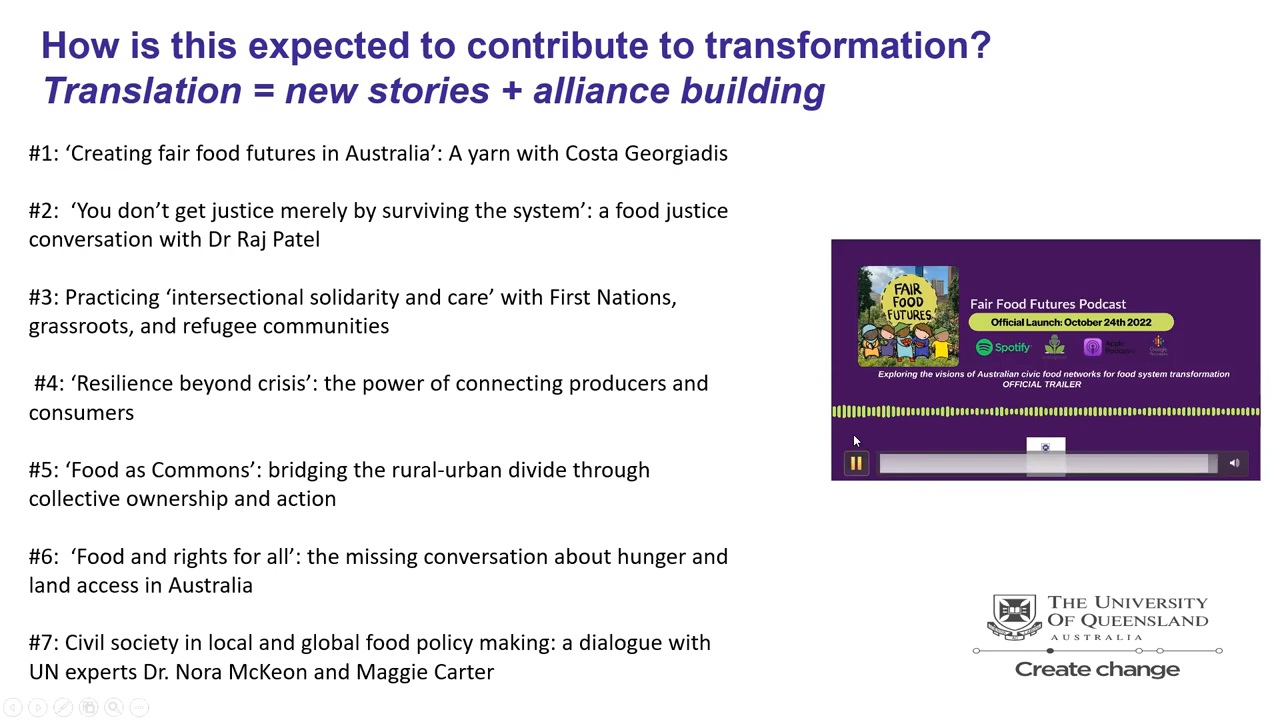 How is this expected to contribute to transformation?
Translation = new stories + alliance building
#1: ‘Creating fair food futures in Australia’: A yarn with Costa Georgiadis
#2:  ‘You don’t get justice merely by surviving the system’: a food justice
conversation with Dr Raj Patel
#3: Practicing ‘intersectional solidarity and care’ with First Nations,
grassroots, and refugee communities
#4: ‘Resilience beyond crisis’: the power of connecting producers and
consumers
#5: ‘Food as Commons’: bridging the rural-urban divide through
collective ownership and action
#6:  ‘Food and rights for all’: the missing conversation about hunger and
land access in Australia
#7: Civil society in local and global food policy making: a dialogue with
UN experts Dr. Nora McKeon and Maggie Carter
FAIR
FOOD
FUTURES
Fair Food Futures Podcast
Official Launch: October 24th 2022
Spotify
Apple
Podcasts
Exploring the visions of Australian civic food networks for food system transformation
OFFICIAL TRAILER
THE UNIVERSITY
OF QUEENSLAND
AUSTRALIA
Create change